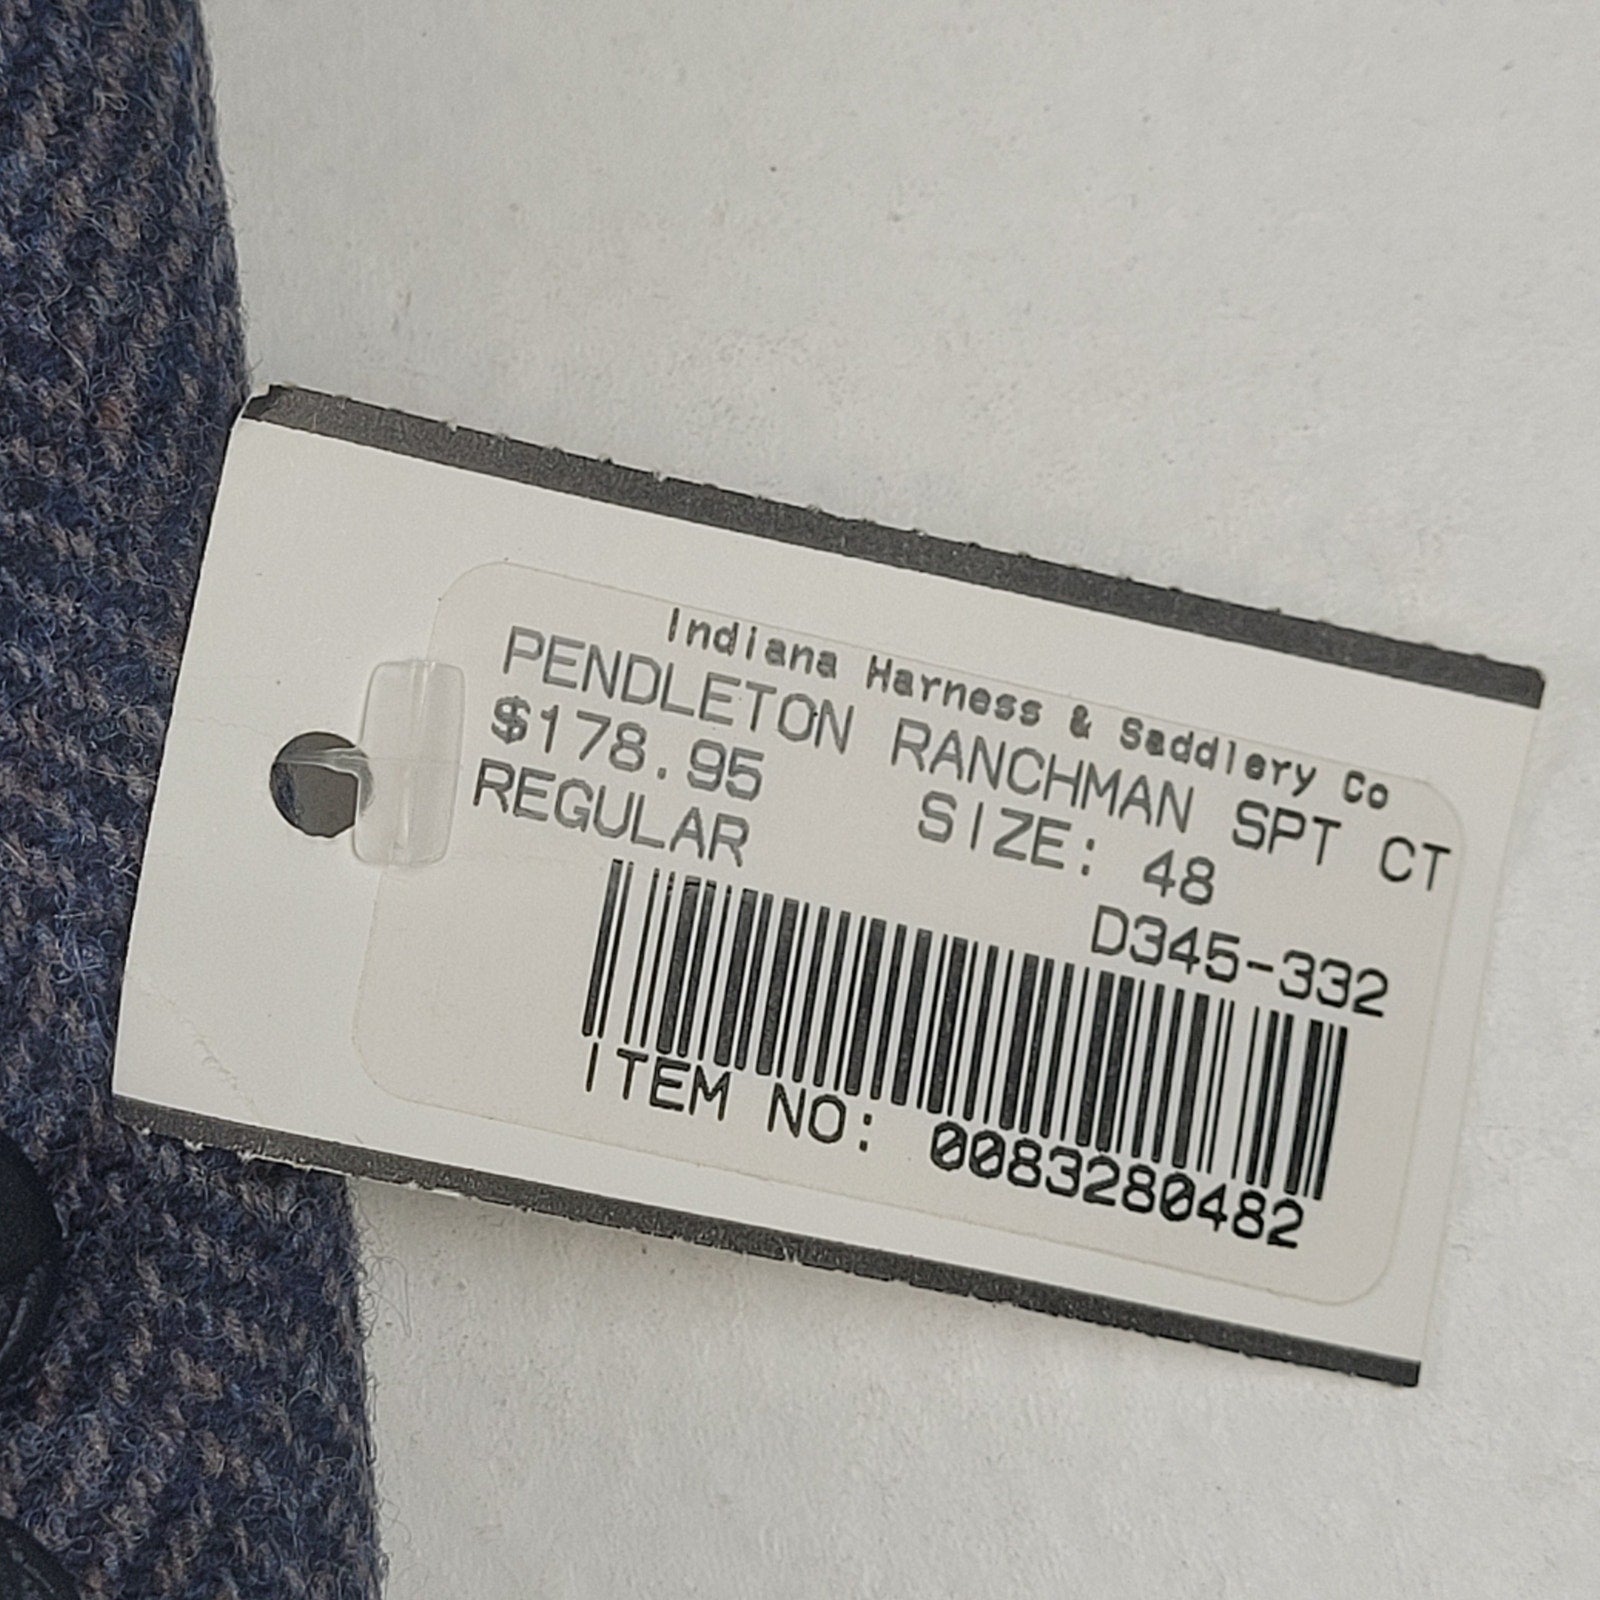 Indiana Harness & Saddlery Co
PENDLETON RANCHMAN SPT CT
$178.95 SIZE: 48
REGULAR D345-332
ITEM NO: 0083280482